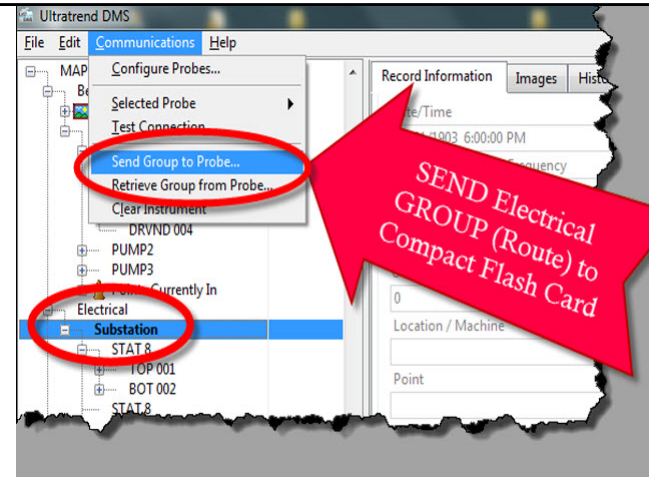 Ultratrend DMS
File Edit Communications Help
MAP
Configure Probes...
Selected Probe
Test Connection
Send Group to Probe...
Retrieve Group from Probe...
Clear Instrument
DRVND 004
PUMP2
PUMP3
Currently In
Electrical
Substation
STAT 8
TOP 001
BOT 002
STAT 8
Record Information Images
/Time
/1903 6:00:00 PM
0
Location / Machine
Point
SEND Electrical
GROUP (Route) to
Compact Flash Card